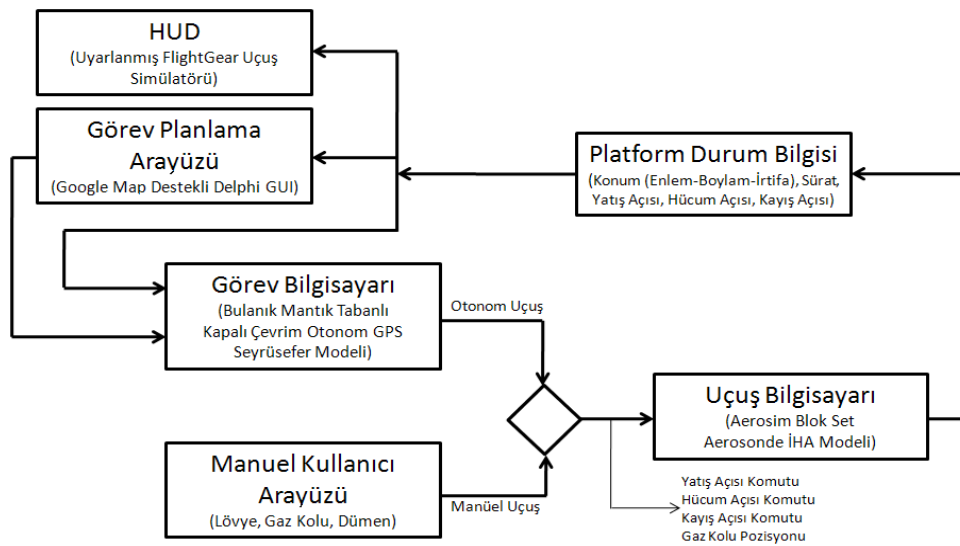 HUD
(Uyarlanmış FlightGear Uçuş
Simülatörü)
Görev Planlama
Arayüzü
(Google Map Destekli Delphi GUI)
Platform Durum Bilgisi
(Konum (Enlem-Boylam-İrtifa), Sürat,
Yatış Açısı, Hücum Açısı, Kayış Açısı)
Görev Bilgisayarı
(Bulanık Mantık Tabanlı
Kapalı Çevrim Otonom GPS
Seyrüsefer Modeli)
Otonom Uçuş
Uçuş Bilgisayarı
(Aerosim Blok Set
Aerosonde İHA Modeli)
Manuel Kullanıcı
Arayüzü
(Lövye, Gaz Kolu, Dümen)
Manüel Uçuş
Yatış Açısı Komutu
Hücum Açısı Komutu
Kayış Açısı Komutu
Gaz Kolu Pozisyonu